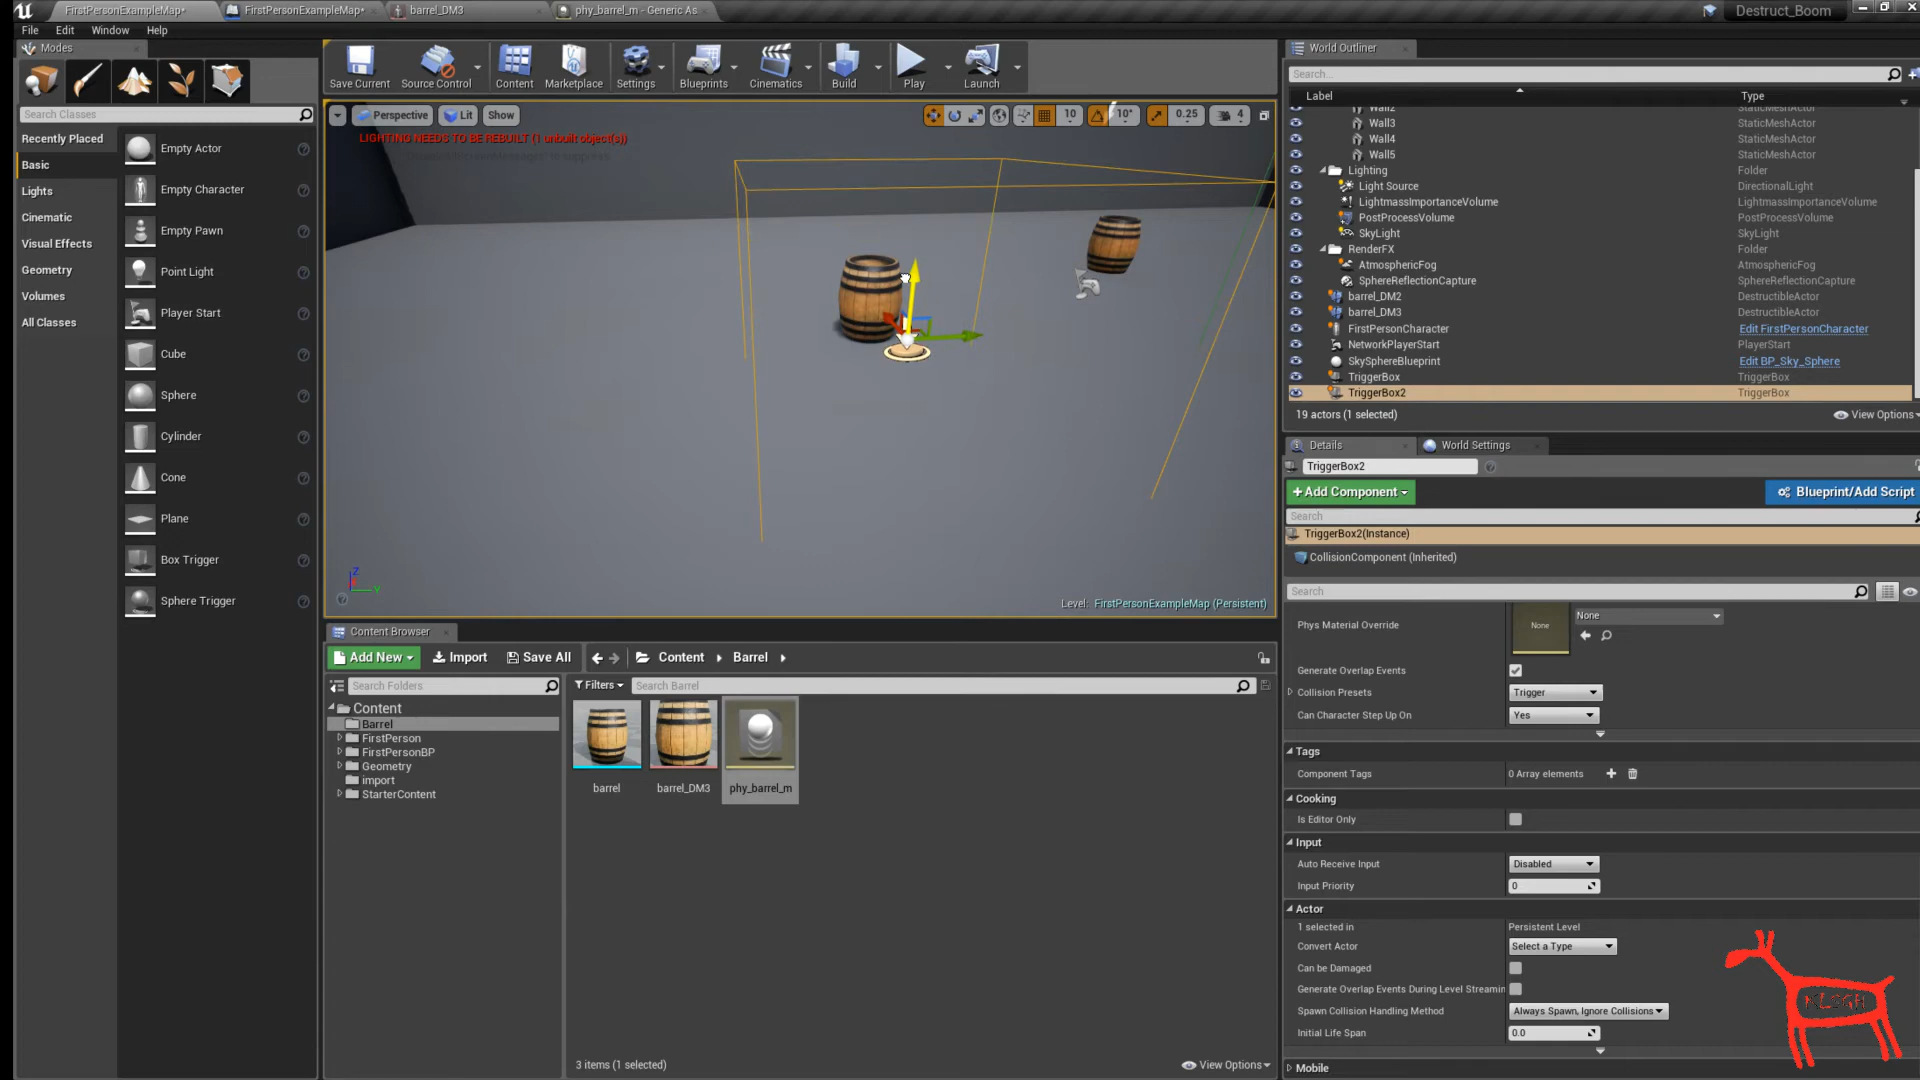 FirstPersonExampleMap*
FirstPersonExampleMap*
barrel_DM3
phy_barrel_m - Generic As
Destruct_Boom
File
Edit
Window
Help
Modes
Search Classes
Recently Placed
Basic
Lights
Cinematic
Visual Effects
Geometry
Volumes
All Classes
Empty Actor
Empty Character
Empty Pawn
Point Light
Player Start
Cube
Sphere
Cylinder
Cone
Plane
Box Trigger
Sphere Trigger
Save Current
Source Control
Content
Marketplace
Settings
Blueprints
Cinematics
Build
Play
Launch
Perspective
Lit
Show
10
10°
0.25
4
LIGHTING NEEDS TO BE REBUILT (1 unbuilt object(s))
Z
Y
Level: FirstPersonExampleMap (Persistent)
Content Browser
Add New
Import
Save All
Content
Barrel
Search Folders
Filters
Search Barrel
Content
Barrel
FirstPerson
FirstPersonBP
Geometry
import
StarterContent
barrel
barrel_DM3
phy_barrel_m
3 items (1 selected)
View Options
World Outliner
Search...
Label
Type
Wall2
StaticMeshActor
Wall3
StaticMeshActor
Wall4
StaticMeshActor
Wall5
StaticMeshActor
Lighting
Folder
Light Source
DirectionalLight
LightmassImportanceVolume
LightmassImportanceVolume
PostProcessVolume
PostProcessVolume
SkyLight
SkyLight
RenderFX
Folder
AtmosphericFog
AtmosphericFog
SphereReflectionCapture
SphereReflectionCapture
barrel_DM2
DestructibleActor
barrel_DM3
DestructibleActor
FirstPersonCharacter
Edit FirstPersonCharacter
NetworkPlayerStart
PlayerStart
SkySphereBlueprint
Edit BP_Sky_Sphere
TriggerBox
TriggerBox
TriggerBox2
TriggerBox
19 actors (1 selected)
View Options
Details
World Settings
TriggerBox2
+Add Component
Blueprint/Add Script
Search
TriggerBox2(Instance)
CollisionComponent (Inherited)
Search
Phys Material Override
None
None
Generate Overlap Events
Collision Presets
Trigger
Can Character Step Up On
Yes
Tags
Component Tags
0 Array elements
Cooking
Is Editor Only
Input
Auto Receive Input
Disabled
Input Priority
0
Actor
1 selected in
Persistent Level
Convert Actor
Select a Type
Can be Damaged
Generate Overlap Events During Level Streamin
Spawn Collision Handling Method
Always Spawn, Ignore Collisions
Initial Life Span
0.0
Mobile